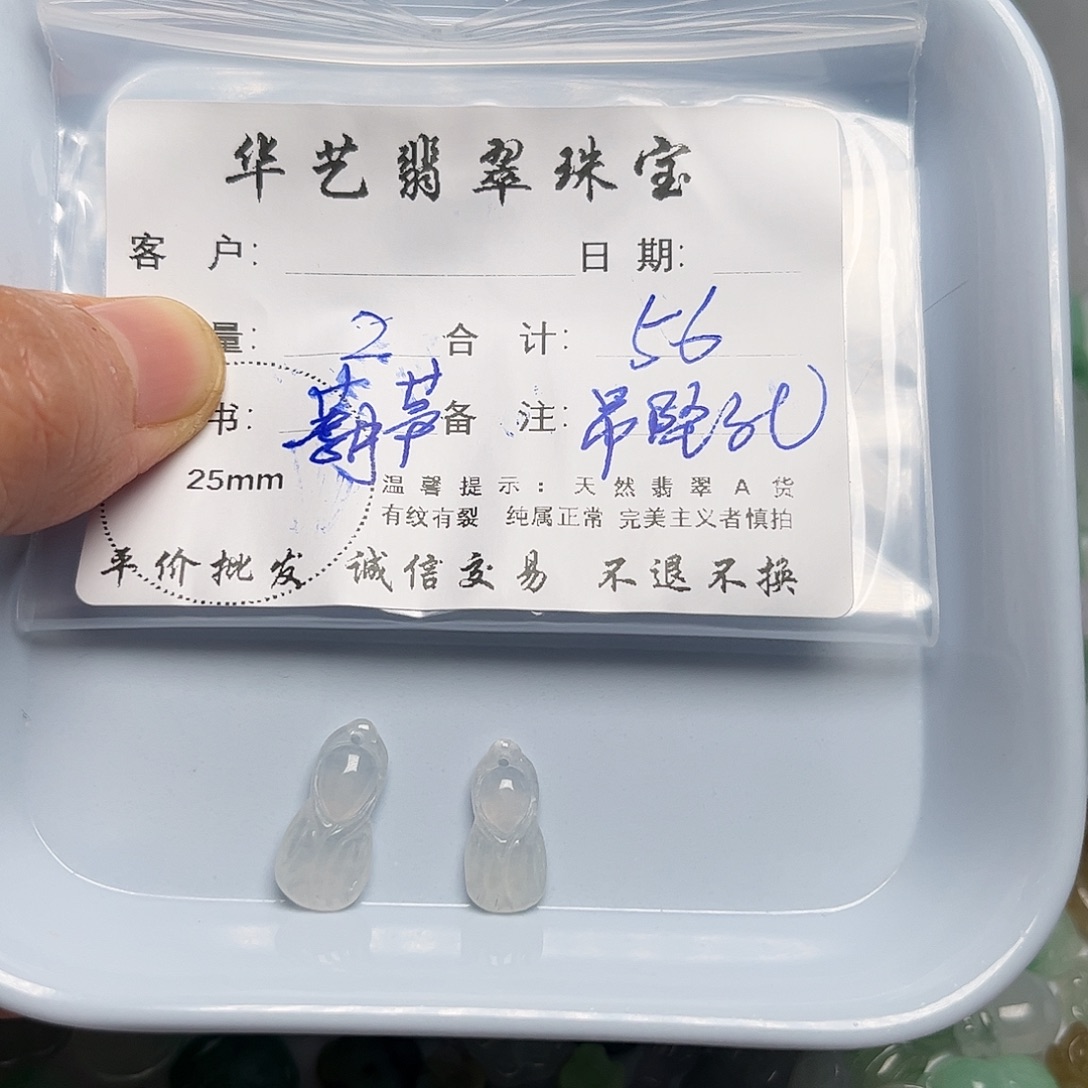 华艺翡翠珠宝
客 户： 日 期：
量： 2 合 计： 56
书： 葫芦 备 注： 吊竖孔
25mm 温馨提示：天然翡翠A货
有纹有裂 纯属正常 完美主义者慎拍
平价批发 诚信交易 不退不换